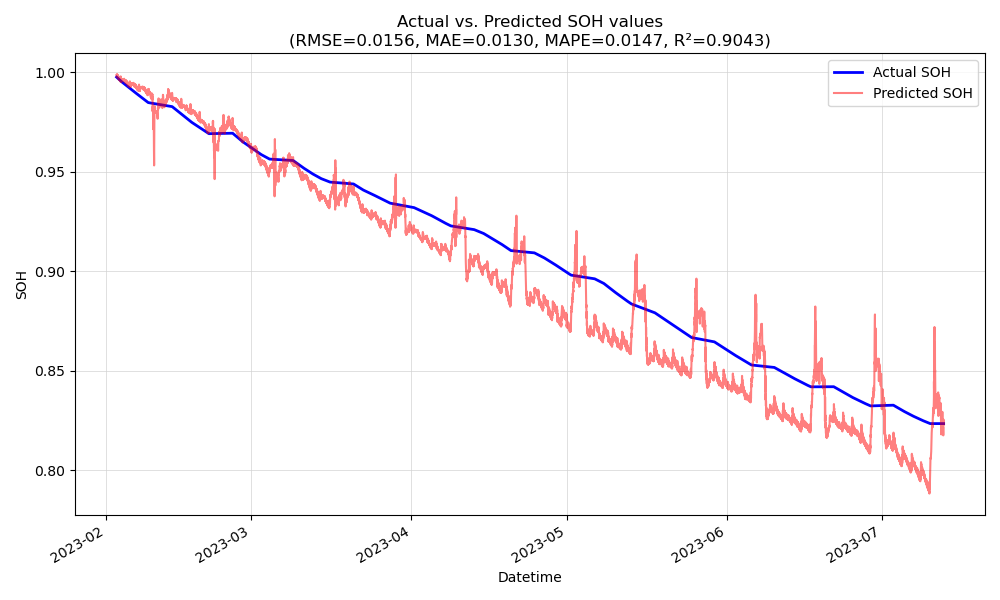 Actual vs. Predicted SOH values
(RMSE=0.0156, MAE=0.0130, MAPE=0.0147, R²=0.9043)
Actual SOH
Predicted SOH
1.00
0.95
0.90
0.85
0.80
SOH
2023-02
2023-03
2023-04
2023-05
2023-06
2023-07
Datetime